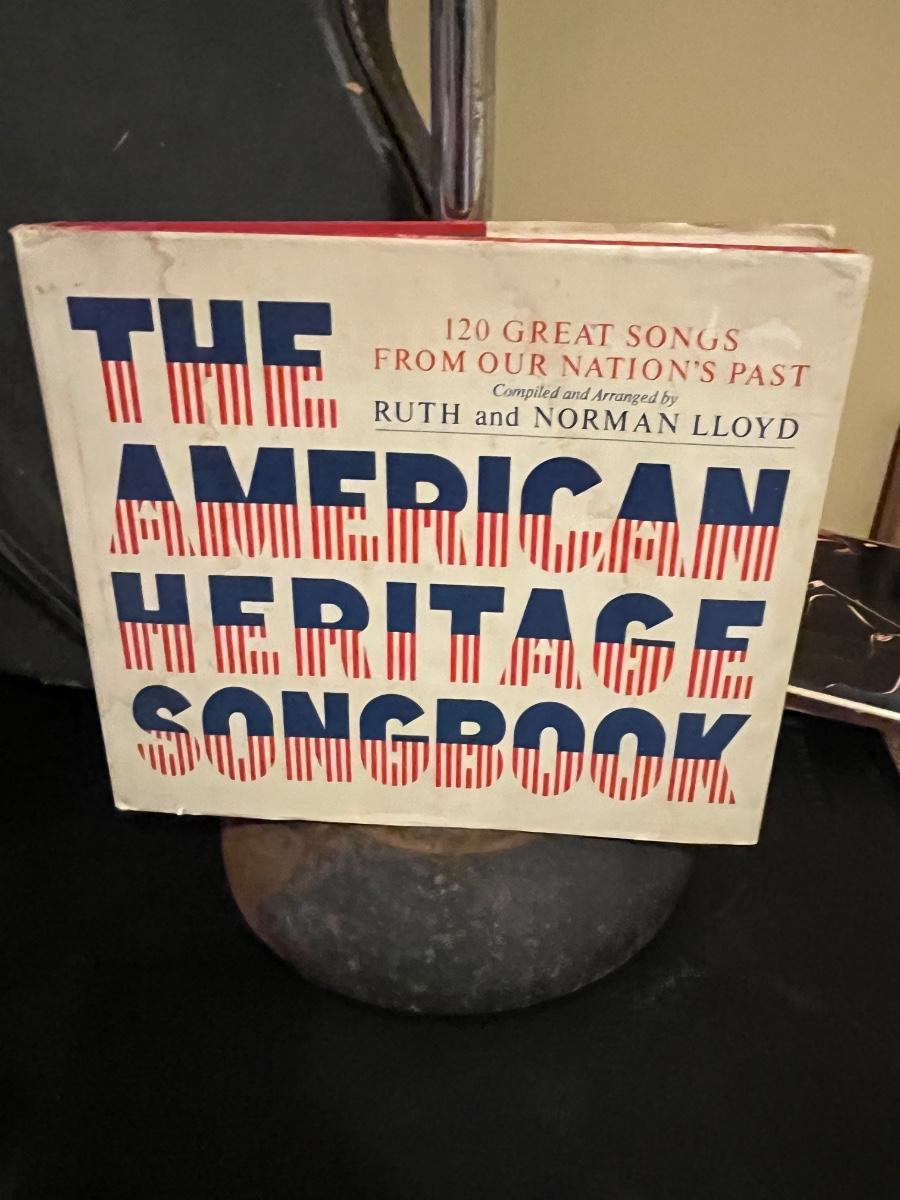 THE
120 GREAT SONGS
FROM OUR NATION'S PAST
Compiled and Arranged by
RUTH and NORMAN LLOYD
AMERICAN
HERITAGE
SONGBOOK